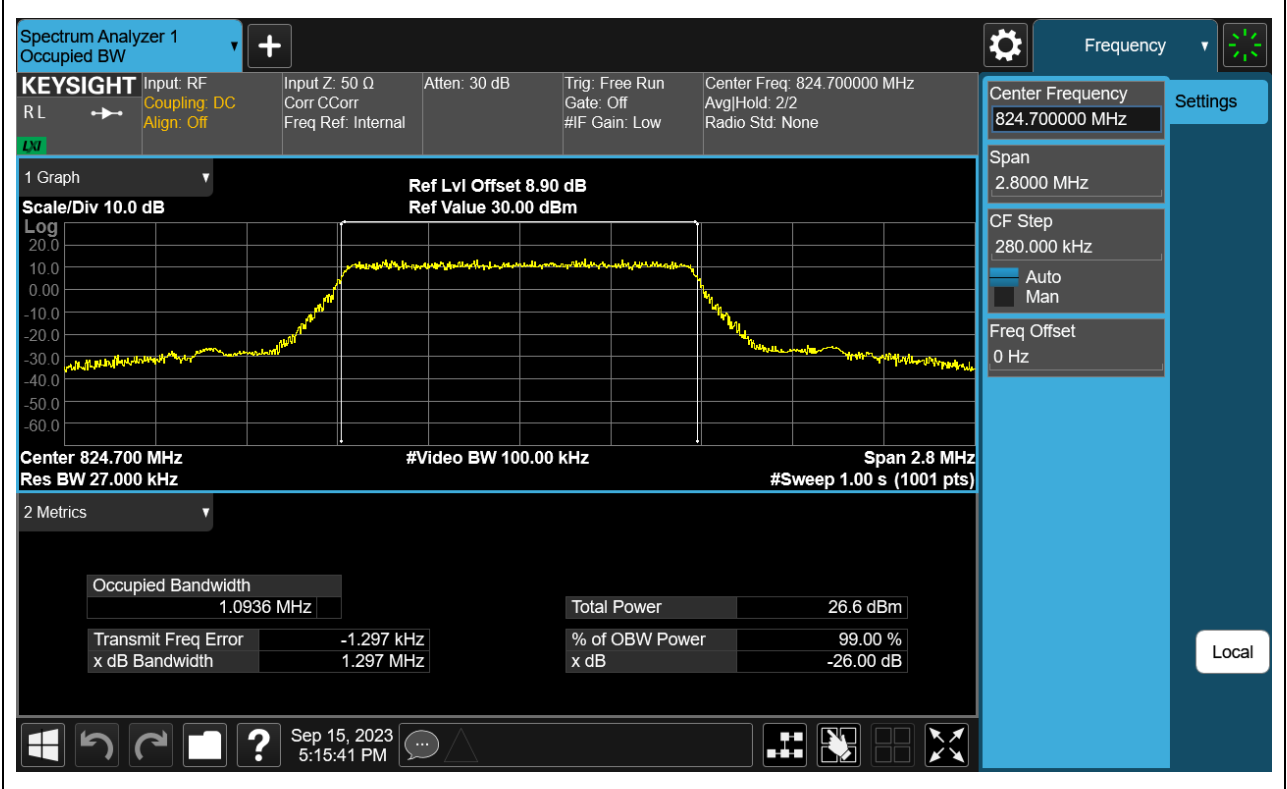 Spectrum Analyzer 1
Occupied BW
Frequency
KEYSIGHT
R L
LXI
Input: RF
Coupling: DC
Align: Off
Input Z: 50 Ω
Corr CCorr
Freq Ref: Internal
Atten: 30 dB
Trig: Free Run
Gate: Off
#IF Gain: Low
Center Freq: 824.700000 MHz
Avg|Hold: 2/2
Radio Std: None
Center Frequency
824.700000 MHz
Settings
Span
2.8000 MHz
CF Step
280.000 kHz
Auto
Man
Freq Offset
0 Hz
Local
1 Graph
Scale/Div 10.0 dB
Ref Lvl Offset 8.90 dB
Ref Value 30.00 dBm
Log
20.0
10.0
0.00
-10.0
-20.0
-30.0
-40.0
-50.0
-60.0
Center 824.700 MHz
#Video BW 100.00 kHz
Span 2.8 MHz
Res BW 27.000 kHz
#Sweep 1.00 s (1001 pts)
2 Metrics
Occupied Bandwidth
1.0936 MHz
Total Power 26.6 dBm
Transmit Freq Error -1.297 kHz
% of OBW Power 99.00 %
x dB Bandwidth 1.297 MHz
x dB -26.00 dB
?
Sep 15, 2023
5:15:41 PM